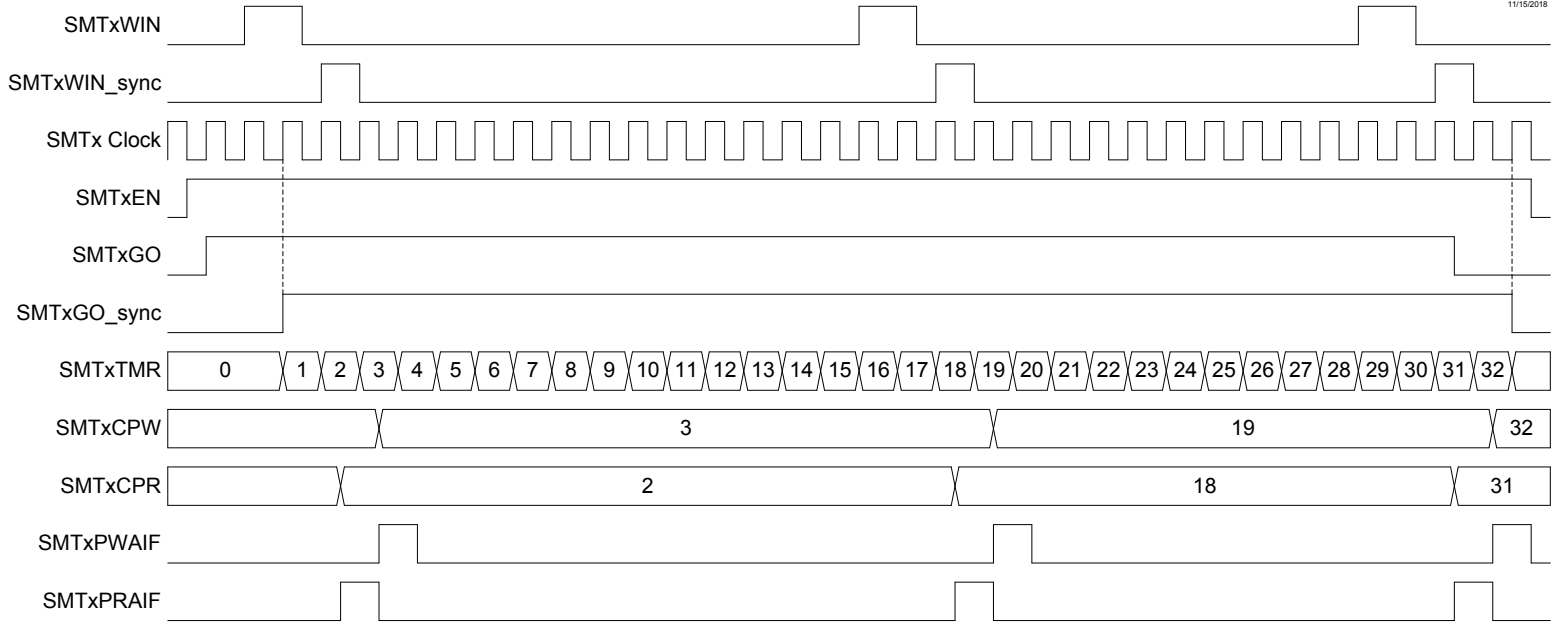 11/15/2018
SMTxWIN
SMTxWIN_sync
SMTx Clock
SMTxEN
SMTxGO
SMTxGO_sync
SMTxTMR 0 1 2 3 4 5 6 7 8 9 10 11 12 13 14 15 16 17 18 19 20 21 22 23 24 25 26 27 28 29 30 31 32
SMTxCPW 3 19 32
SMTxCPR 2 18 31
SMTxPWAIF
SMTxPRAIF